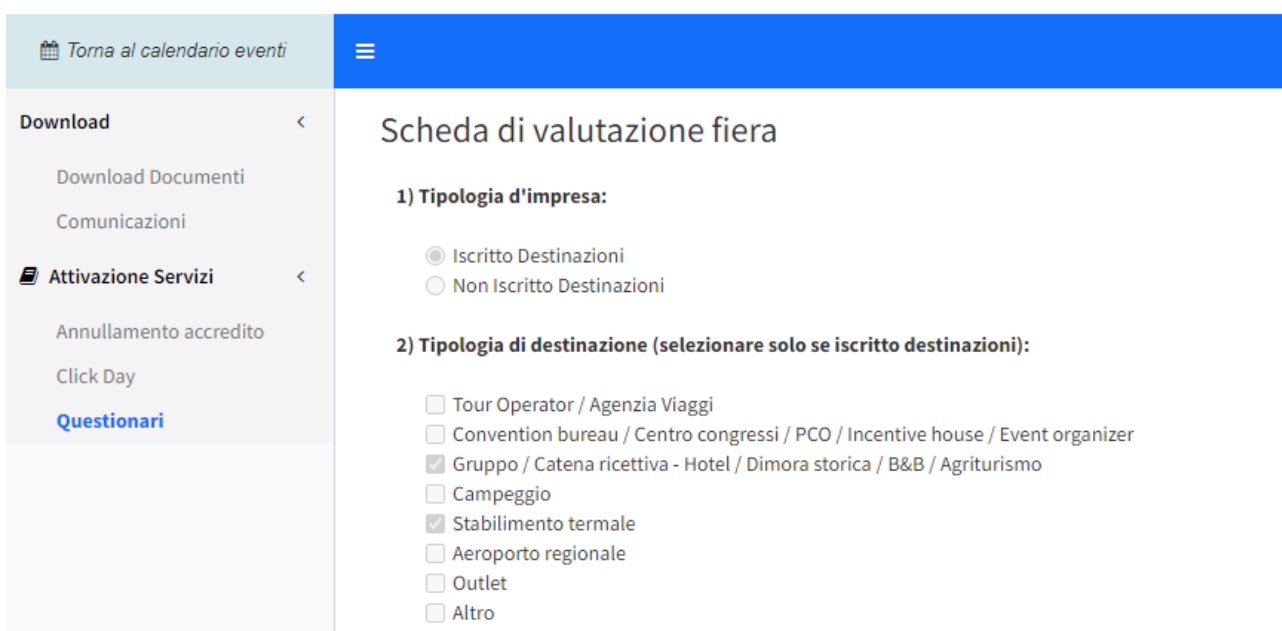 Torna al calendario eventi
Download
Download Documenti
Comunicazioni
Attivazione Servizi
Annullamento accredito
Click Day
Questionari
Scheda di valutazione fiera
1) Tipologia d'impresa:
Iscritto Destinazioni
Non Iscritto Destinazioni
2) Tipologia di destinazione (selezionare solo se iscritto destinazioni):
Tour Operator / Agenzia Viaggi
Convention bureau / Centro congressi / PCO / Incentive house / Event organizer
Gruppo / Catena ricettiva - Hotel / Dimora storica / B&B / Agriturismo
Campeggio
Stabilimento termale
Aeroporto regionale
Outlet
Altro